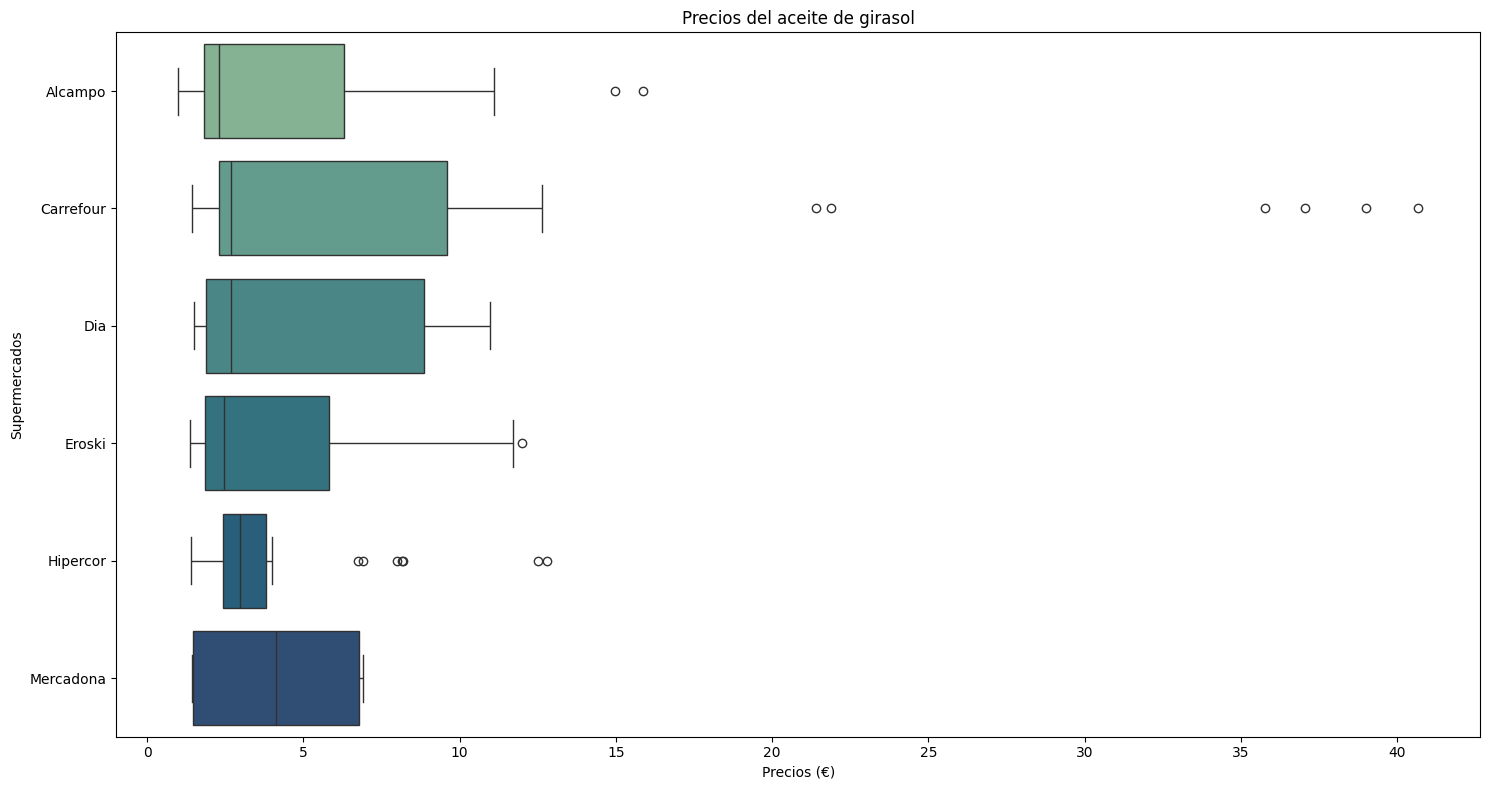 Precios del aceite de girasol
Supermercados
Alcampo
Carrefour
Dia
Eroski
Hipercor
Mercadona
0 5 10 15 20 25 30 35 40
Precios (€)